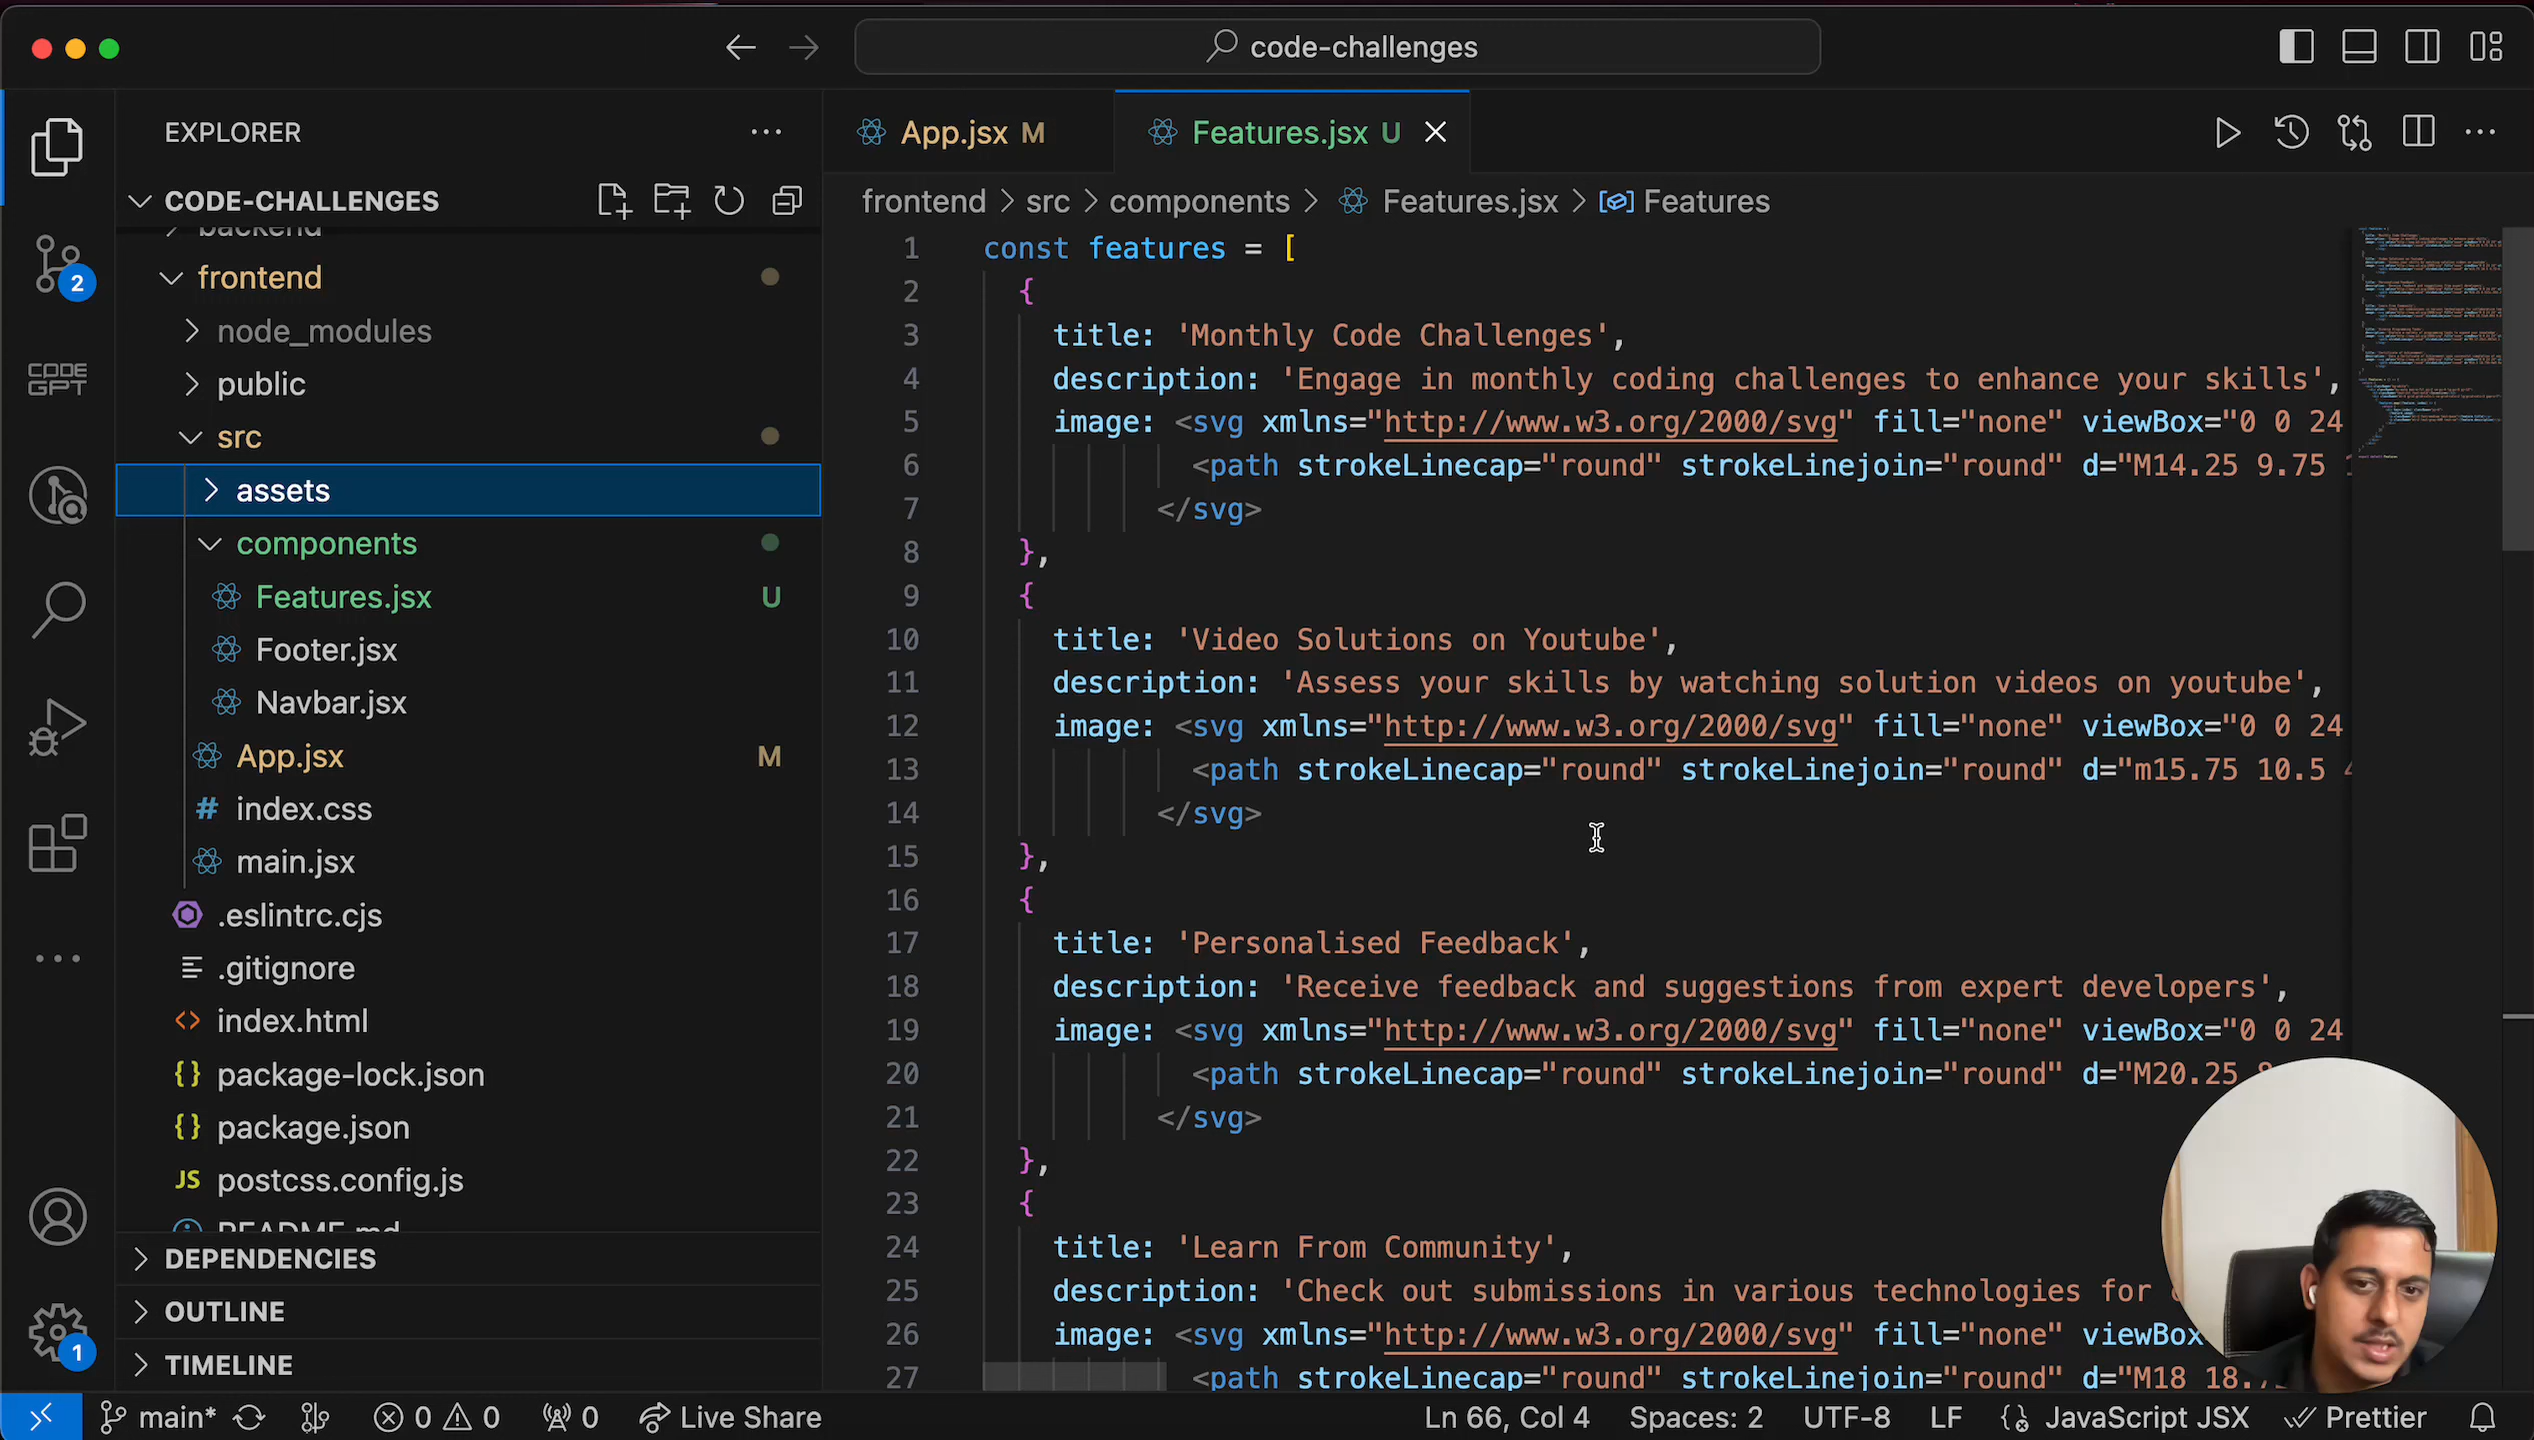 code-challenges
EXPLORER
App.jsx M
Features.jsx U
CODE-CHALLENGES
frontend > src > components > Features.jsx > Features
backend
frontend
node_modules
public
src
assets
components
Features.jsx U
Footer.jsx
Navbar.jsx
App.jsx M
index.css
main.jsx
.eslintrc.cjs
.gitignore
index.html
package-lock.json
package.json
postcss.config.js
README.md
DEPENDENCIES
OUTLINE
TIMELINE
2
CODE
GPT
1
1 const features = [
2 {
3 title: 'Monthly Code Challenges',
4 description: 'Engage in monthly coding challenges to enhance your skills',
5 image: <svg xmlns="http://www.w3.org/2000/svg" fill="none" viewBox="0 0 24
6 <path strokeLinecap="round" strokeLinejoin="round" d="M14.25 9.75
7 </svg>
8 },
9 {
10 title: 'Video Solutions on Youtube',
11 description: 'Assess your skills by watching solution videos on youtube',
12 image: <svg xmlns="http://www.w3.org/2000/svg" fill="none" viewBox="0 0 24
13 <path strokeLinecap="round" strokeLinejoin="round" d="m15.75 10.5
14 </svg>
15 },
16 {
17 title: 'Personalised Feedback',
18 description: 'Receive feedback and suggestions from expert developers',
19 image: <svg xmlns="http://www.w3.org/2000/svg" fill="none" viewBox="0 0 24
20 <path strokeLinecap="round" strokeLinejoin="round" d="M20.25
21 </svg>
22 },
23 {
24 title: 'Learn From Community',
25 description: 'Check out submissions in various technologies for
26 image: <svg xmlns="http://www.w3.org/2000/svg" fill="none" viewBox
27 <path strokeLinecap="round" strokeLinejoin="round" d="M18 18.
main* 0 0 0 Live Share Ln 66, Col 4 Spaces: 2 UTF-8 LF {} JavaScript JSX Prettier